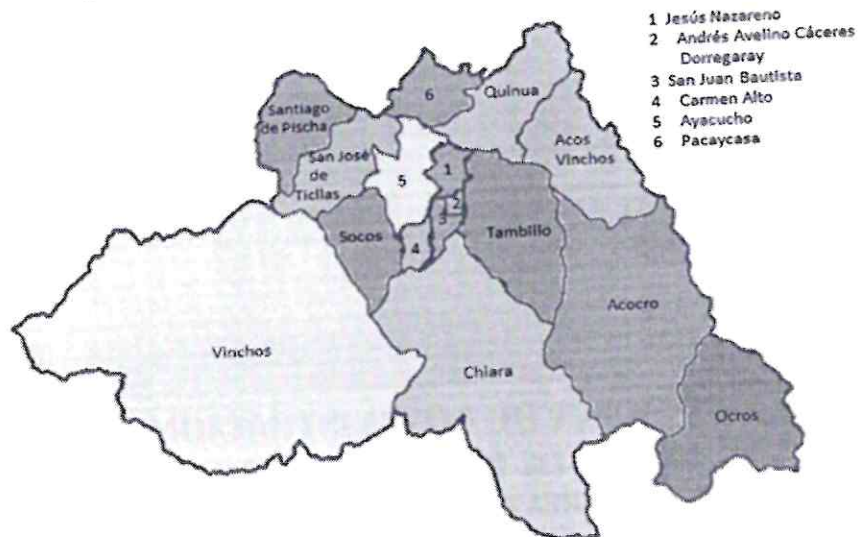 1 Jesús Nazareno
2 Andrés Avelino Cáceres
Dorregaray
3 San Juan Bautista
4 Carmen Alto
5 Ayacucho
6 Pacaycasa
6
Quinua
Santiago
de Pischa
Acos
Vinchos
San José
de
Ticllas
1
5
2
3
Socos
4
Tambillo
Acocro
Vinchos
Chiara
Ocros